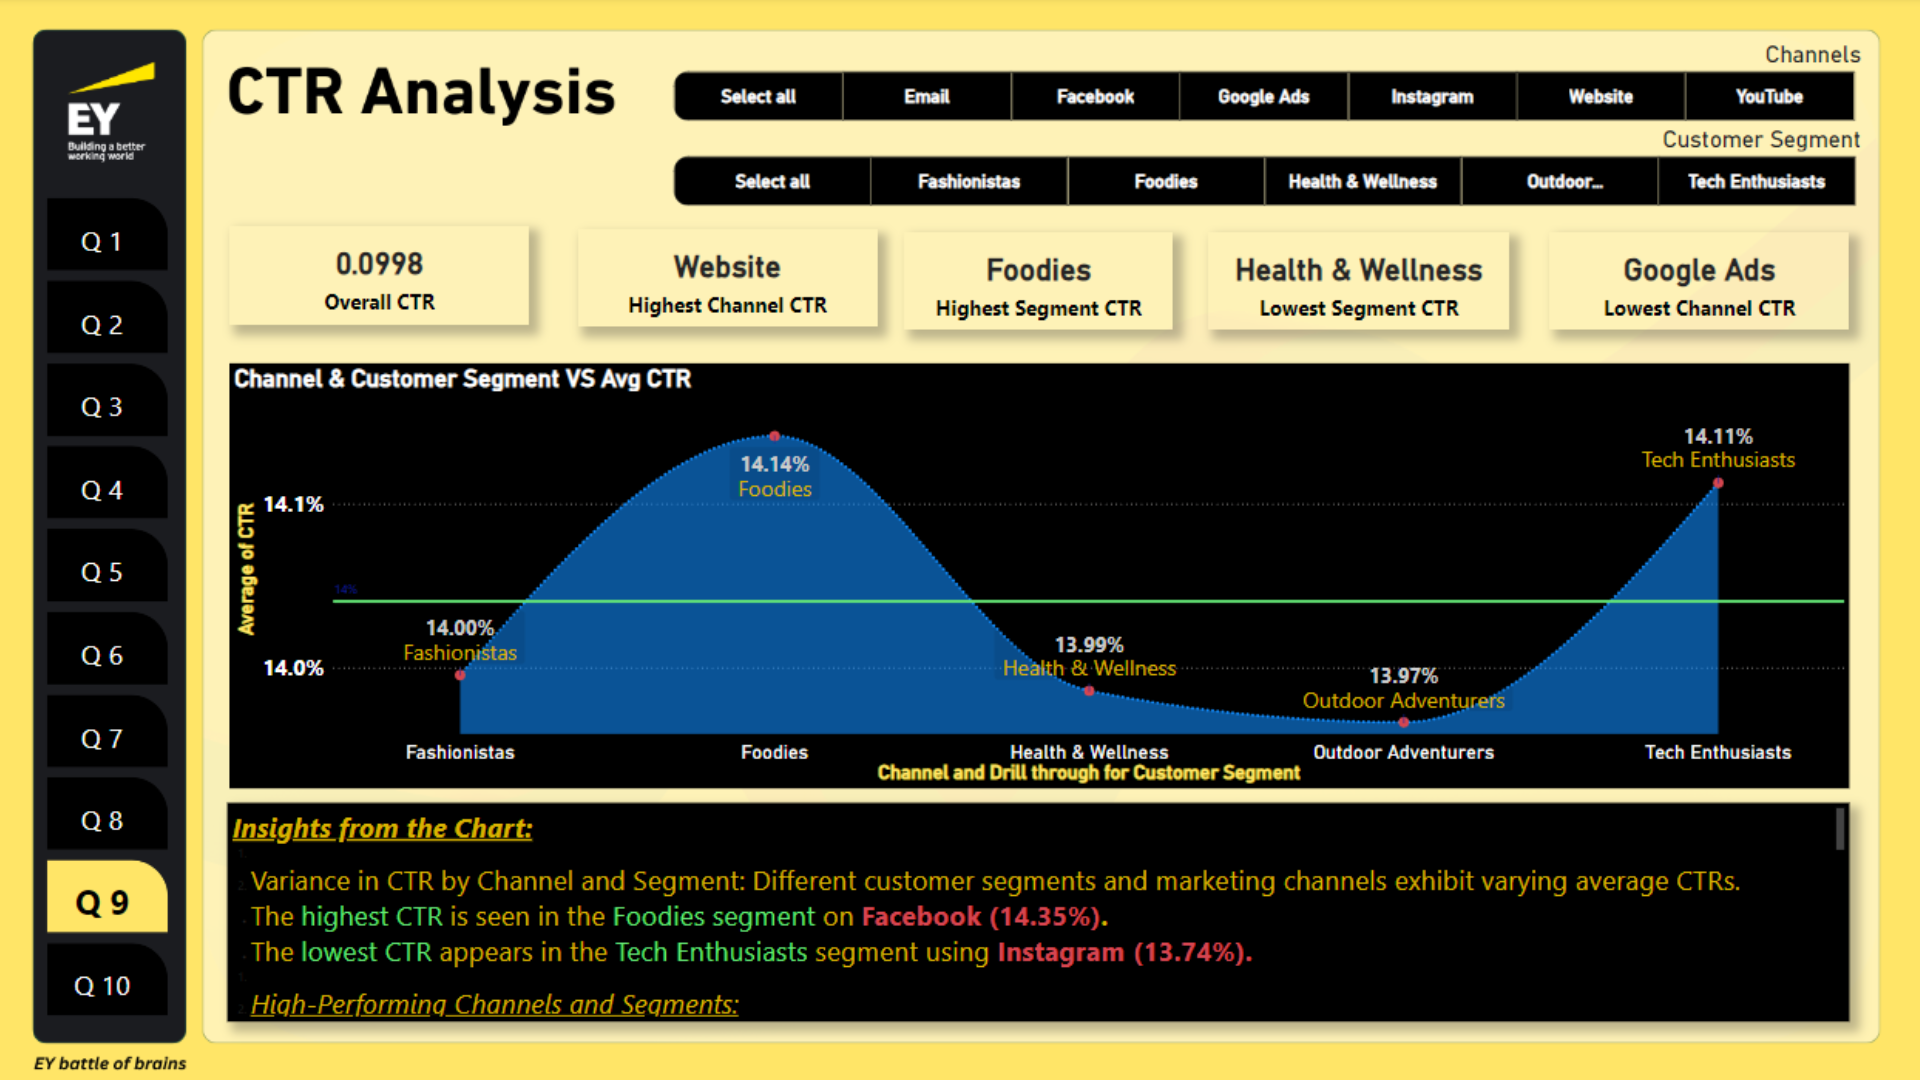 EY
Building a better
working world
Q 1
Q 2
Q 3
Q 4
Q 5
Q 6
Q 7
Q 8
Q 9
Q 10
EY battle of brains
CTR Analysis
Channels
Select all Email Facebook Google Ads Instagram Website YouTube
Customer Segment
Select all Fashionistas Foodies Health & Wellness Outdoor... Tech Enthusiasts
0.0998
Overall CTR
Website
Highest Channel CTR
Foodies
Highest Segment CTR
Health & Wellness
Lowest Segment CTR
Google Ads
Lowest Channel CTR
Channel & Customer Segment VS Avg CTR
Average of CTR
14.1%
14%
14.0%
14.00%
Fashionistas
14.14%
Foodies
13.99%
Health & Wellness
13.97%
Outdoor Adventurers
14.11%
Tech Enthusiasts
Fashionistas Foodies Health & Wellness Outdoor Adventurers Tech Enthusiasts
Channel and Drill through for Customer Segment
Insights from the Chart:
Variance in CTR by Channel and Segment: Different customer segments and marketing channels exhibit varying average CTRs.
The highest CTR is seen in the Foodies segment on Facebook (14.35%).
The lowest CTR appears in the Tech Enthusiasts segment using Instagram (13.74%).
High-Performing Channels and Segments: